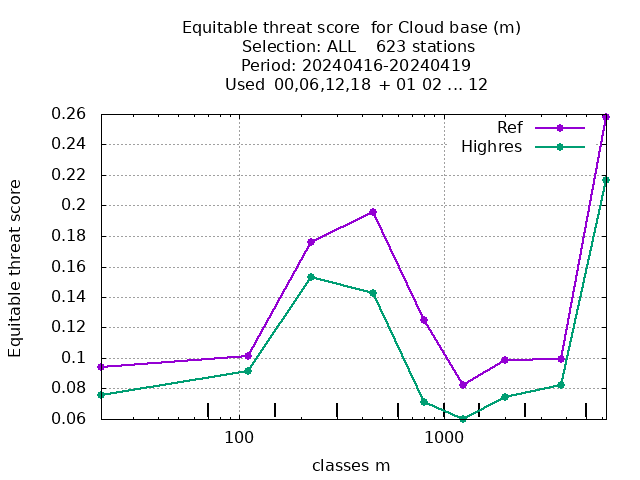 Equitable threat score  for Cloud base (m)
Selection: ALL    623 stations
Period: 20240416-20240419
Used  00,06,12,18 + 01 02 ... 12
Ref
Highres
0.26
0.24
0.22
0.2
0.18
0.16
0.14
0.12
0.1
0.08
0.06
Equitable threat score
100
1000
classes m